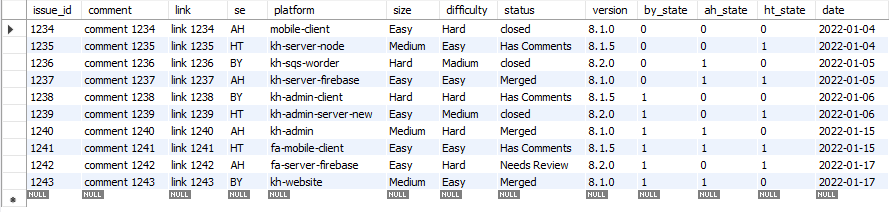 issue_id comment link se platform size difficulty status version by_state ah_state ht_state date
1234 comment 1234 link 1234 AH mobile-client Easy Hard closed 8.1.0 0 0 0 2022-01-04
1235 comment 1235 link 1235 HT kh-server-node Medium Easy Has Comments 8.1.5 0 0 1 2022-01-04
1236 comment 1236 link 1236 BY kh-sqs-worder Hard Madium closed 8.2.0 0 1 0 2022-01-05
1237 comment 1237 link 1237 AH kh-server-firebase Easy Easy Merged 8.1.0 0 1 1 2022-01-05
1238 comment 1238 link 1238 BY kh-admin-client Hard Hard Has Comments 8.1.5 1 0 0 2022-01-06
1239 comment 1239 link 1239 HT kh-admin-server-new Easy Medium closed 8.2.0 1 0 1 2022-01-06
1240 comment 1240 link 1240 AH kh-admin Medium Hard Merged 8.1.0 1 1 0 2022-01-15
1241 comment 1241 link 1241 HT fa-mobile-client Easy Easy Has Comments 8.1.5 1 1 1 2022-01-15
1242 comment 1242 link 1242 AH fa-server-firebase Easy Hard Needs Review 8.2.0 1 0 1 2022-01-17
1243 comment 1243 link 1243 BY kh-website Medium Easy Merged 8.1.0 1 1 0 2022-01-17
NULL NULL NULL NULL NULL NULL NULL NULL NULL NULL NULL NULL NULL